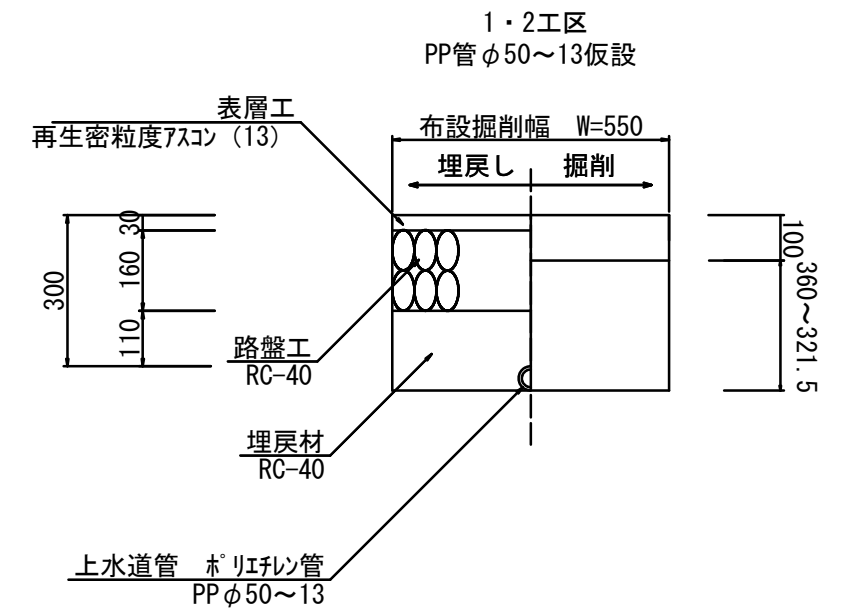 1・2工区
PP管φ50〜13仮設
表層工
再生密粒度ｱｽｺﾝ（13）
布設掘削幅　W=550
埋戻し
掘削
30
160
110
300
100
360〜321.5
路盤工
RC-40
埋戻材
RC-40
上水道管　ﾎﾟﾘｴﾁﾚﾝ管
PPφ50〜13